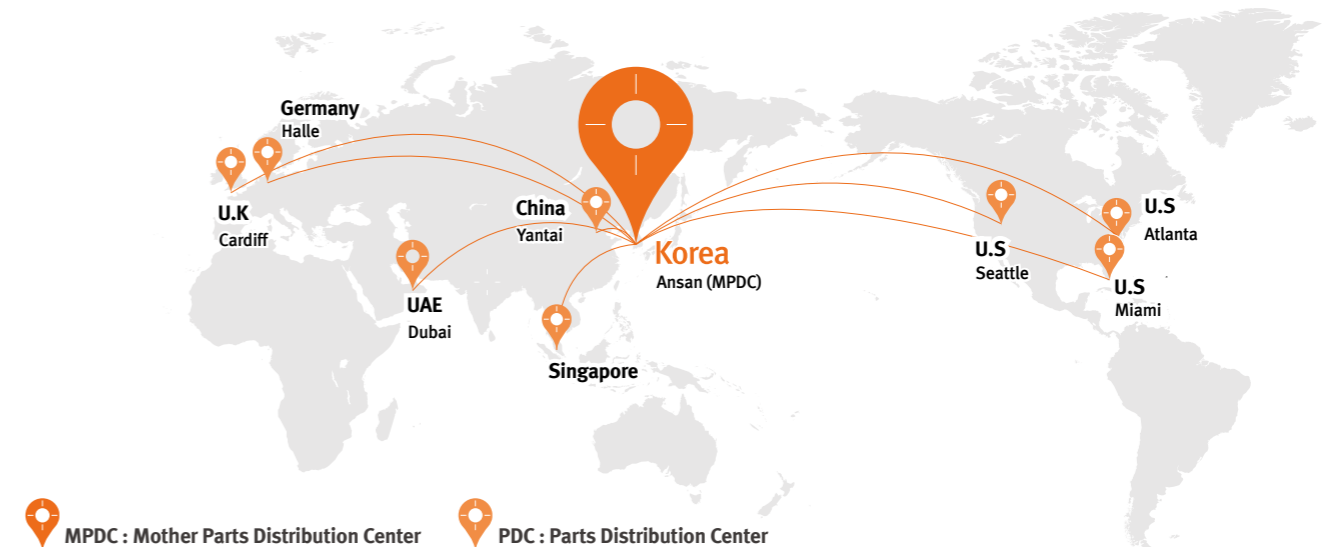 Germany
Halle
U.K
Cardiff
China
Yantai
UAE
Dubai
Singapore
Korea
Ansan (MPDC)
U.S
Seattle
U.S
Atlanta
U.S
Miami
MPDC : Mother Parts Distribution Center
PDC : Parts Distribution Center